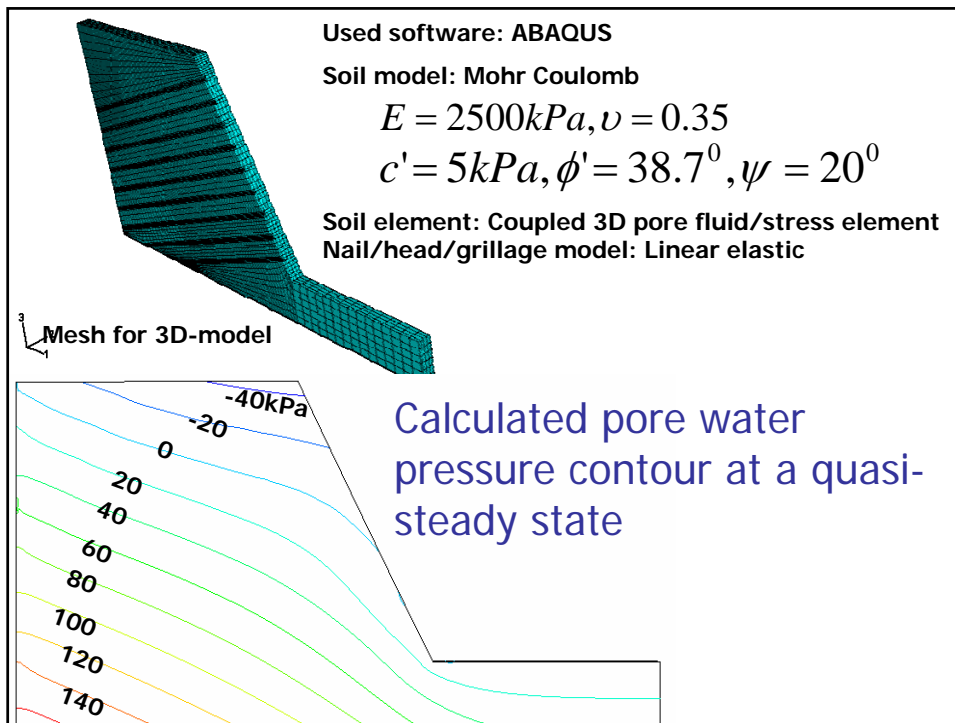 Used software: ABAQUS
Soil model: Mohr Coulomb
E = 2500kPa, υ = 0.35
c' = 5kPa, ϕ' = 38.7⁰, ψ = 20⁰
Soil element: Coupled 3D pore fluid/stress element
Nail/head/grillage model: Linear elastic
3
1
Mesh for 3D-model
-40kPa
-20
0
20
40
60
80
100
120
140
Calculated pore water
pressure contour at a quasi-
steady state